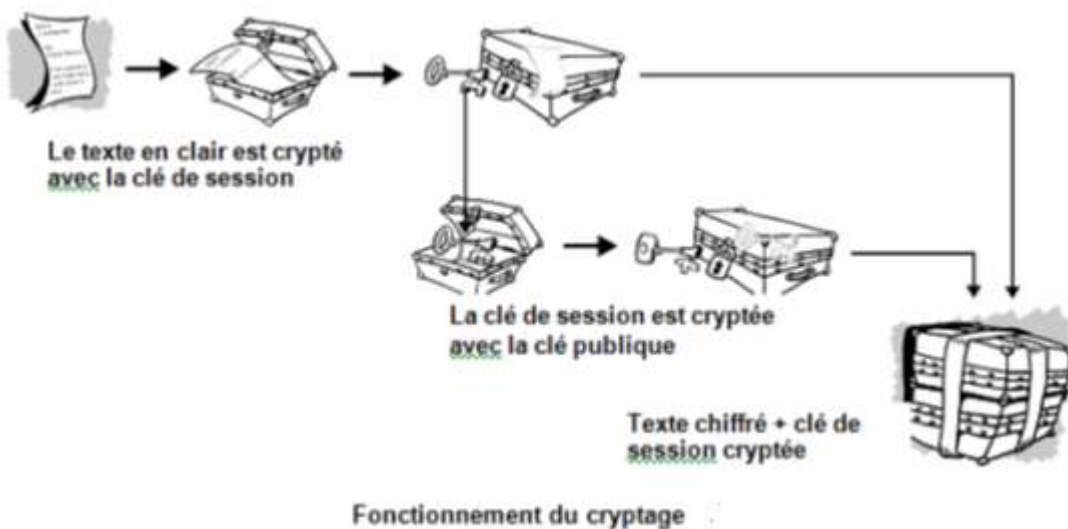 Le texte en clair est crypté
avec la clé de session
La clé de session est cryptée
avec la clé publique
Texte chiffré + clé de
session cryptée
Fonctionnement du cryptage